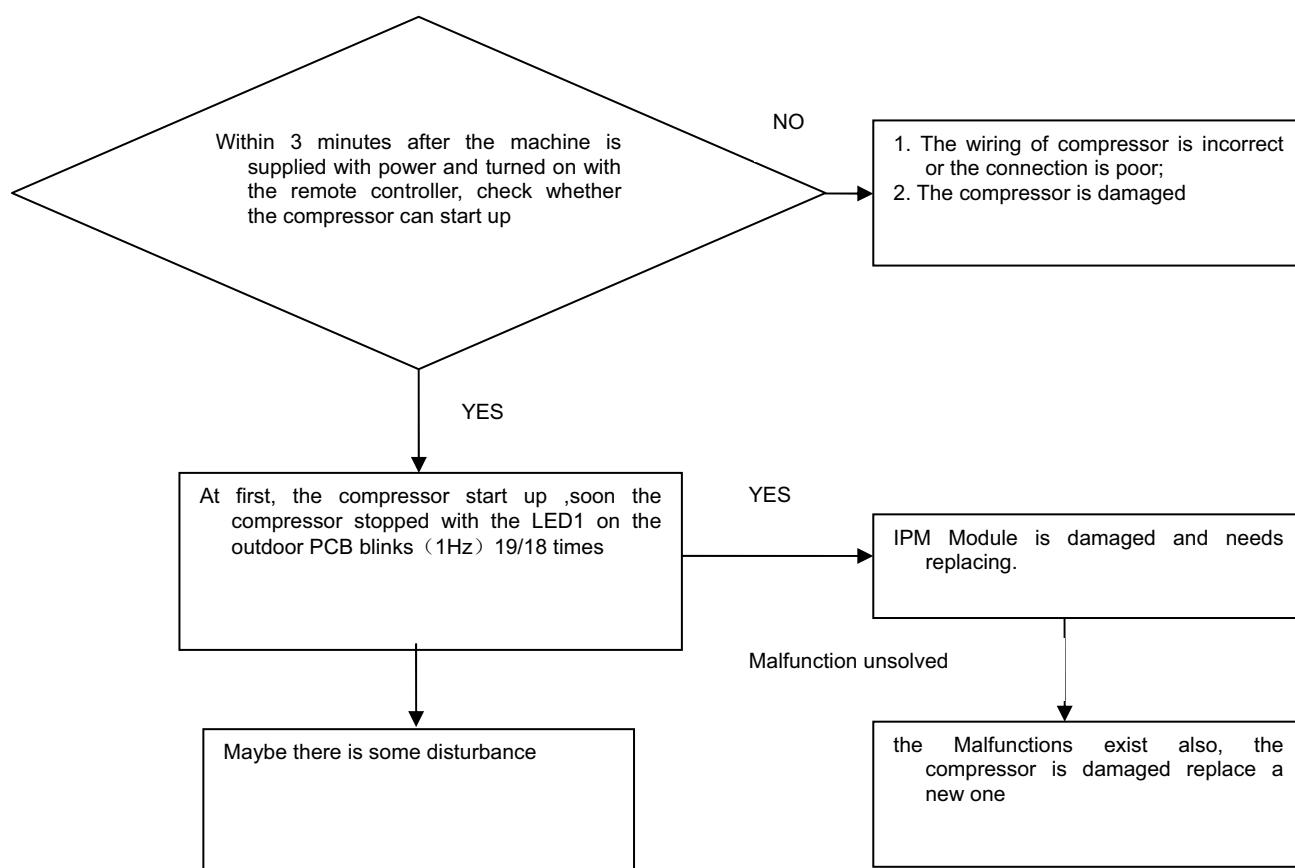 Within 3 minutes after the machine is
supplied with power and turned on with
the remote controller, check whether
the compressor can start up
NO
1. The wiring of compressor is incorrect
or the connection is poor;
2. The compressor is damaged
YES
At first, the compressor start up ,soon the
compressor stopped with the LED1 on the
outdoor PCB blinks（1Hz）19/18 times
YES
IPM Module is damaged and needs
replacing.
Malfunction unsolved
Maybe there is some disturbance
the Malfunctions exist also, the
compressor is damaged replace a
new one